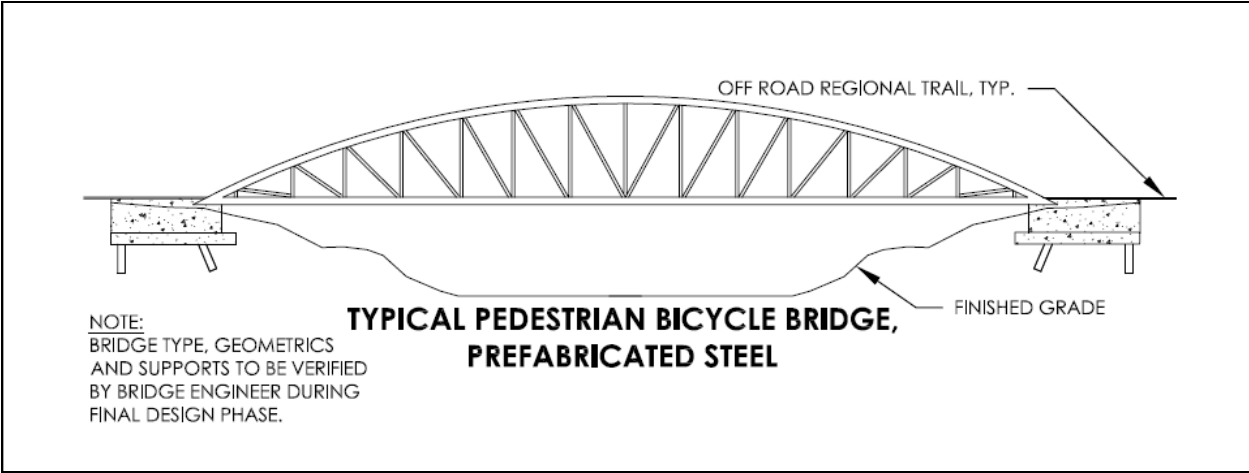 OFF ROAD REGIONAL TRAIL, TYP.
FINISHED GRADE
TYPICAL PEDESTRIAN BICYCLE BRIDGE,
PREFABRICATED STEEL
NOTE:
BRIDGE TYPE, GEOMETRICS
AND SUPPORTS TO BE VERIFIED
BY BRIDGE ENGINEER DURING
FINAL DESIGN PHASE.